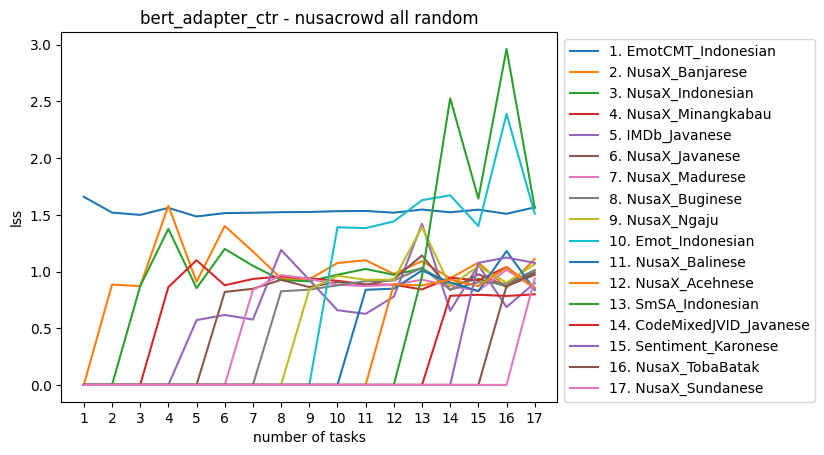 bert_adapter_ctr - nusacrowd all random
lss
3.0
2.5
2.0
1.5
1.0
0.5
0.0
1 2 3 4 5 6 7 8 9 10 11 12 13 14 15 16 17
number of tasks
1. EmotCMT_Indonesian
2. NusaX_Banjarese
3. NusaX_Indonesian
4. NusaX_Minangkabau
5. IMDb_Javanese
6. NusaX_Javanese
7. NusaX_Madurese
8. NusaX_Buginese
9. NusaX_Ngaju
10. Emot_Indonesian
11. NusaX_Balinese
12. NusaX_Acehnese
13. SmSA_Indonesian
14. CodeMixedJVID_Javanese
15. Sentiment_Karonese
16. NusaX_TobaBatak
17. NusaX_Sundanese